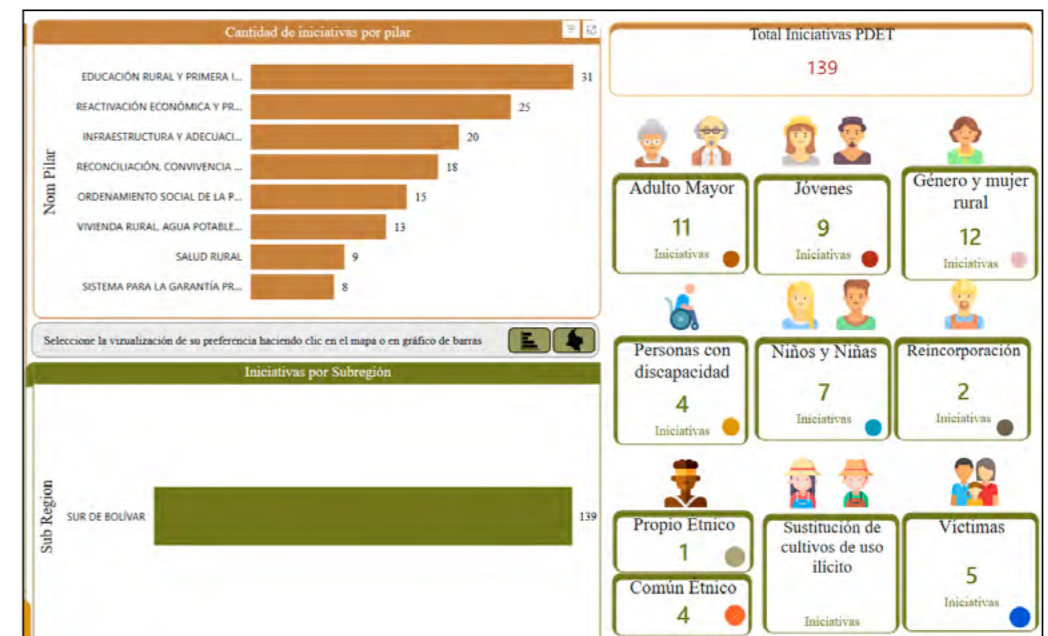 Cantidad de iniciativas por pilar
Nom Pilar
EDUCACIÓN RURAL Y PRIMERA I... 31
REACTIVACIÓN ECONÓMICA Y PR... 25
INFRAESTRUCTURA Y ADECUACI... 20
RECONCILIACIÓN, CONVIVENCIA ... 18
ORDENAMIENTO SOCIAL DE LA P... 15
VIVIENDA RURAL, AGUA POTABLE... 13
SALUD RURAL 9
SISTEMA PARA LA GARANTÍA PR... 8
Seleccione la vizualización de su preferencia haciendo clic en el mapa o en gráfico de barras
Iniciativas por Subregión
Sub Region
SUR DE BOLÍVAR 139
Total Iniciativas PDET
139
Adulto Mayor
11
Iniciativas
Jóvenes
9
Iniciativas
Género y mujer
rural
12
Iniciativas
Personas con
discapacidad
4
Iniciativas
Niños y Niñas
7
Iniciativas
Reincorporación
2
Iniciativas
Propio Etnico
1
Común Étnico
4
Sustitución de
cultivos de uso
ilícito
Iniciativas
Víctimas
5
Iniciativas